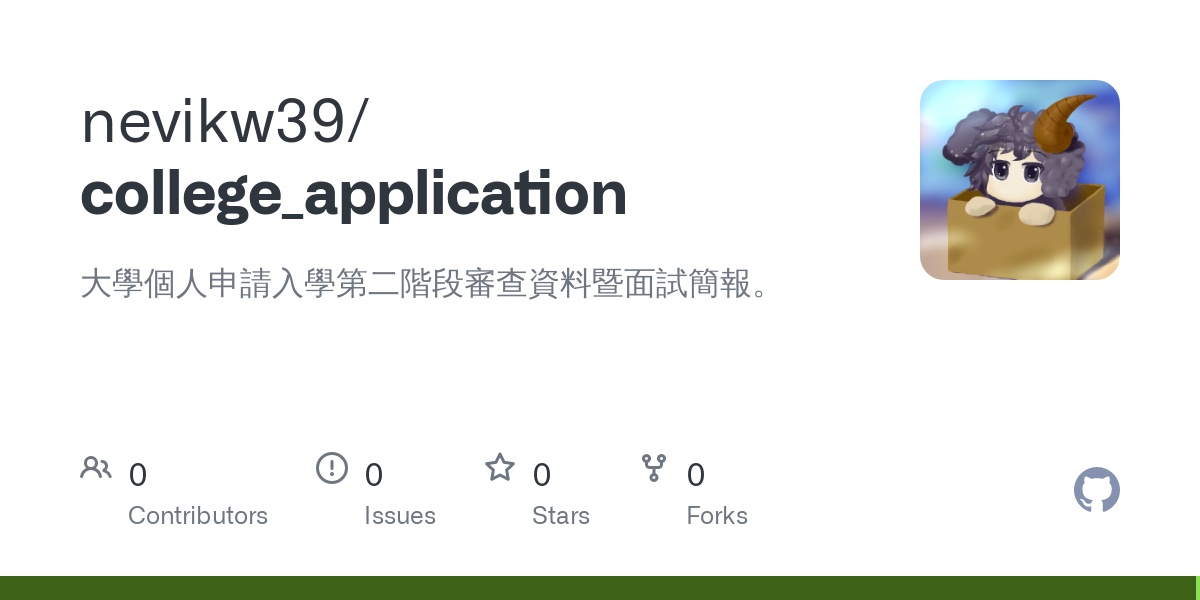 nevikw39/
college_application
大學個人申請入學第二階段審查資料暨面試簡報。
0
Contributors
0
Issues
0
Stars
0
Forks